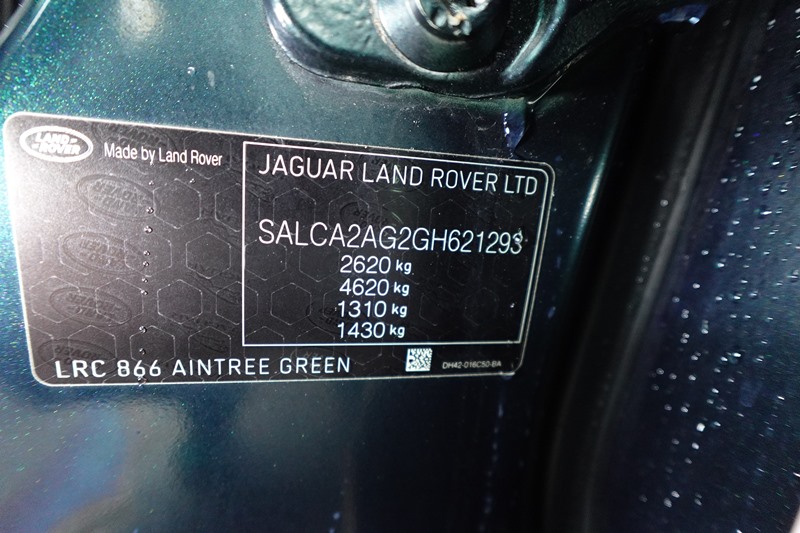 LAND ROVER
Made by Land Rover
JAGUAR LAND ROVER LTD
SALCA2AG2GH621293
2620 kg
4620 kg
1310 kg
1430 kg
LRC 866 AINTREE GREEN
DH42-016C50-BA